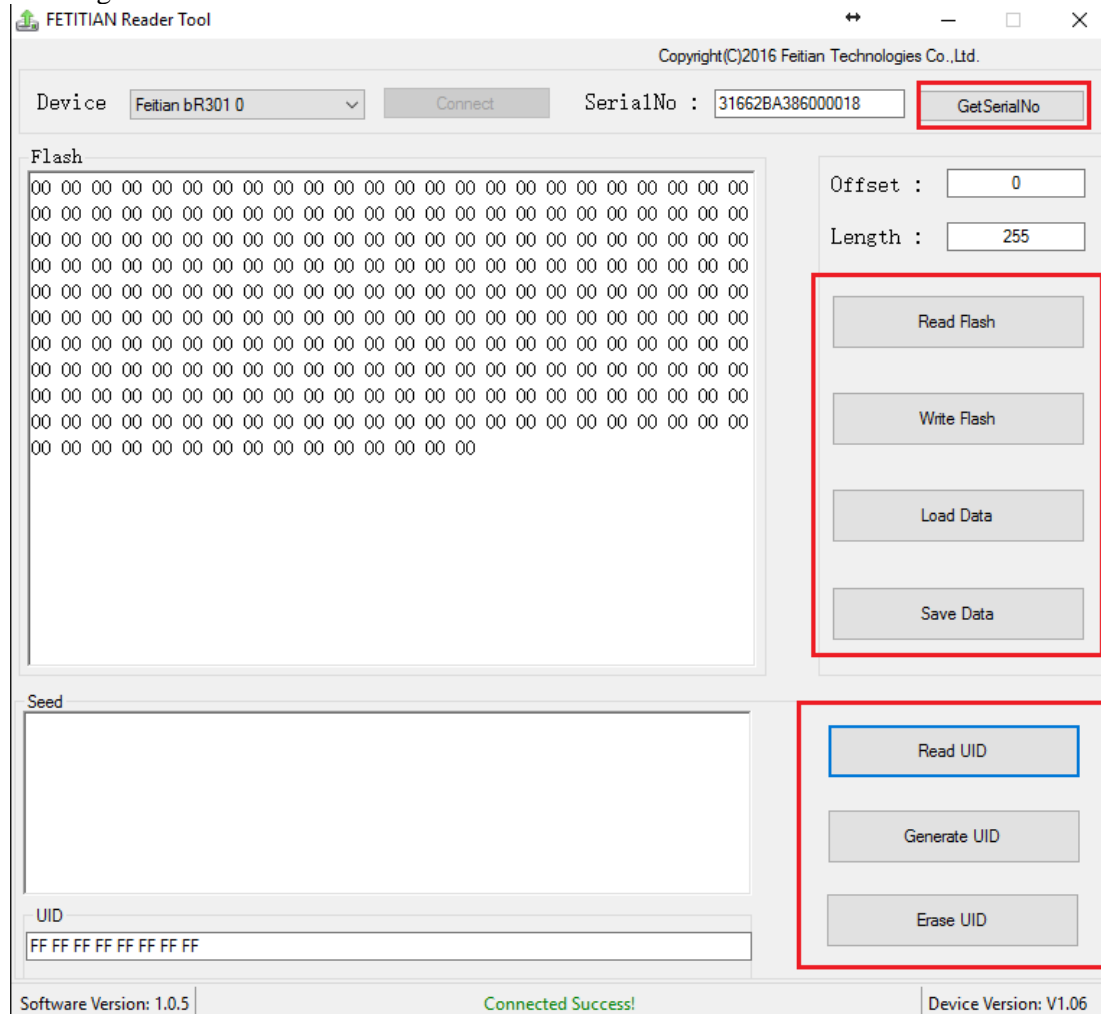 FETITIAN Reader Tool
Copyright(C)2016 Feitian Technologies Co.,Ltd.
Device Feitian bR301 0 Connect SerialNo : 31662BA386000018 GetSerialNo
Flash
00 00 00 00 00 00 00 00 00 00 00 00 00 00 00 00 00 00 00 00 00 00 00 00
00 00 00 00 00 00 00 00 00 00 00 00 00 00 00 00 00 00 00 00 00 00 00 00
00 00 00 00 00 00 00 00 00 00 00 00 00 00 00 00 00 00 00 00 00 00 00 00
00 00 00 00 00 00 00 00 00 00 00 00 00 00 00 00 00 00 00 00 00 00 00 00
00 00 00 00 00 00 00 00 00 00 00 00 00 00 00 00 00 00 00 00 00 00 00 00
00 00 00 00 00 00 00 00 00 00 00 00 00 00 00 00 00 00 00 00 00 00 00 00
00 00 00 00 00 00 00 00 00 00 00 00 00 00 00 00 00 00 00 00 00 00 00 00
00 00 00 00 00 00 00 00 00 00 00 00 00 00 00 00 00 00 00 00 00 00 00 00
00 00 00 00 00 00 00 00 00 00 00 00 00 00 00 00 00 00 00 00 00 00 00 00
00 00 00 00 00 00 00 00 00 00 00 00 00 00 00 00 00 00 00 00 00 00 00 00
00 00 00 00 00 00 00 00 00 00 00 00 00 00 00
Offset : 0
Length : 255
Read Flash
Write Flash
Load Data
Save Data
Seed
Read UID
Generate UID
Erase UID
UID
FF FF FF FF FF FF FF FF
Software Version: 1.0.5 Connected Success! Device Version: V1.06